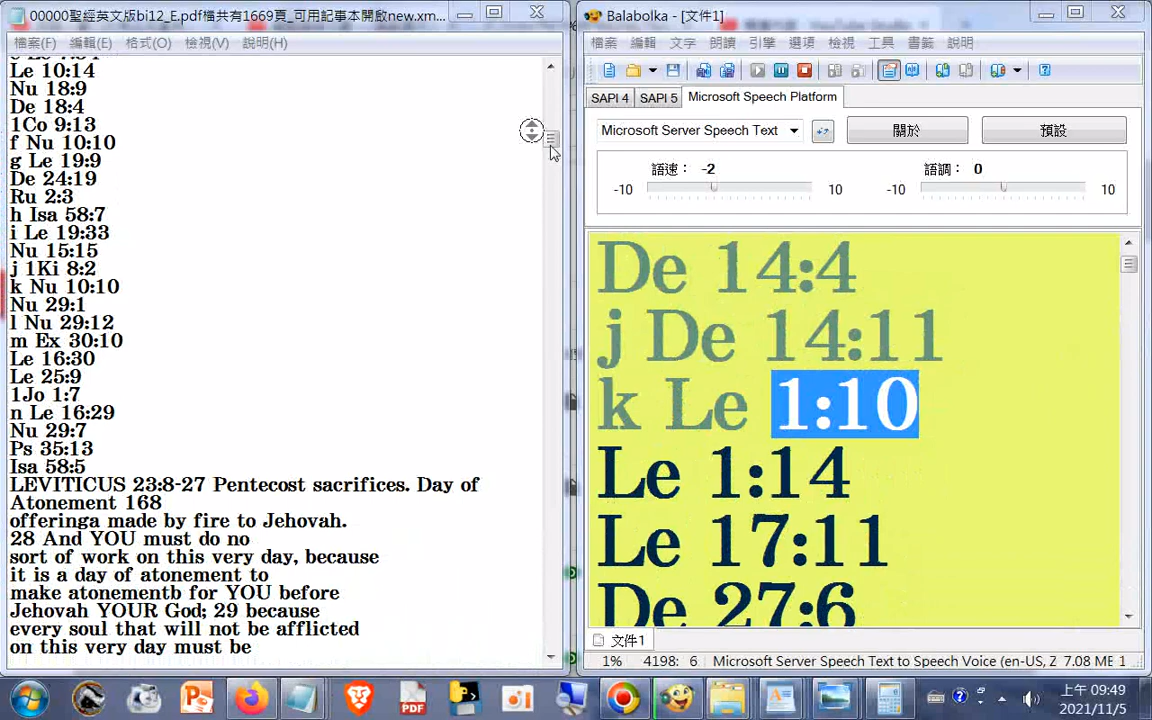 00000聖經英文版bi12_E.pdf檔共有1669頁_可用記事本開啟new.xm...
檔案(F) 編輯(E) 格式(O) 檢視(V) 說明(H)
Le 10:14
Nu 18:9
De 18:4
1Co 9:13
f Nu 10:10
g Le 19:9
De 24:19
Ru 2:3
h Isa 58:7
i Le 19:33
Nu 15:15
j 1Ki 8:2
k Nu 10:10
Nu 29:1
l Nu 29:12
m Ex 30:10
Le 16:30
Le 25:9
1Jo 1:7
n Le 16:29
Nu 29:7
Ps 35:13
Isa 58:5
LEVITICUS 23:8-27 Pentecost sacrifices. Day of
Atonement 168
offeringa made by fire to Jehovah.
28 And YOU must do no
sort of work on this very day, because
it is a day of atonement to
make atonementb for YOU before
Jehovah YOUR God; 29 because
every soul that will not be afflicted
on this very day must be
Balabolka - [文件1]
檔案 編輯 文字 朗讀 引擎 選項 檢視 工具 書籤 說明
SAPI 4 SAPI 5 Microsoft Speech Platform
Microsoft Server Speech Text 關於 預設
語速： -2 語調： 0
-10 10 -10 10
De 14:4
j De 14:11
k Le 1:10
Le 1:14
Le 17:11
De 27:6
文件1
1% 4198: 6 Microsoft Server Speech Text to Speech Voice (en-US, Z 7.08 ME 1
PDF
上午 09:49
2021/11/5